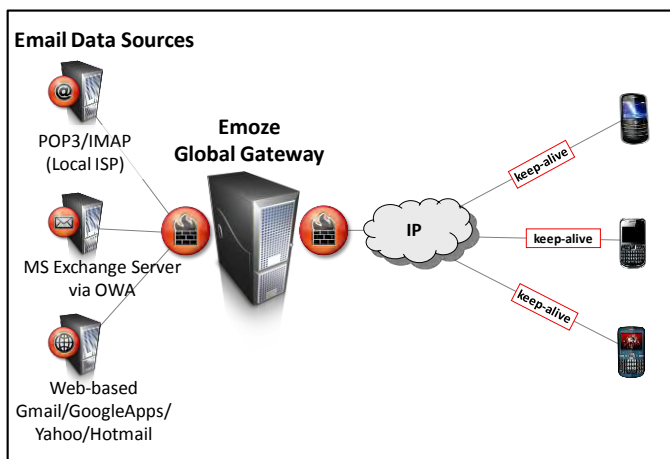 Email Data Sources
@
POP3/IMAP
(Local ISP)
MS Exchange Server
via OWA
Web-based
Gmail/GoogleApps/
Yahoo/Hotmail
Emoze
Global Gateway
IP
keep-alive
keep-alive
keep-alive